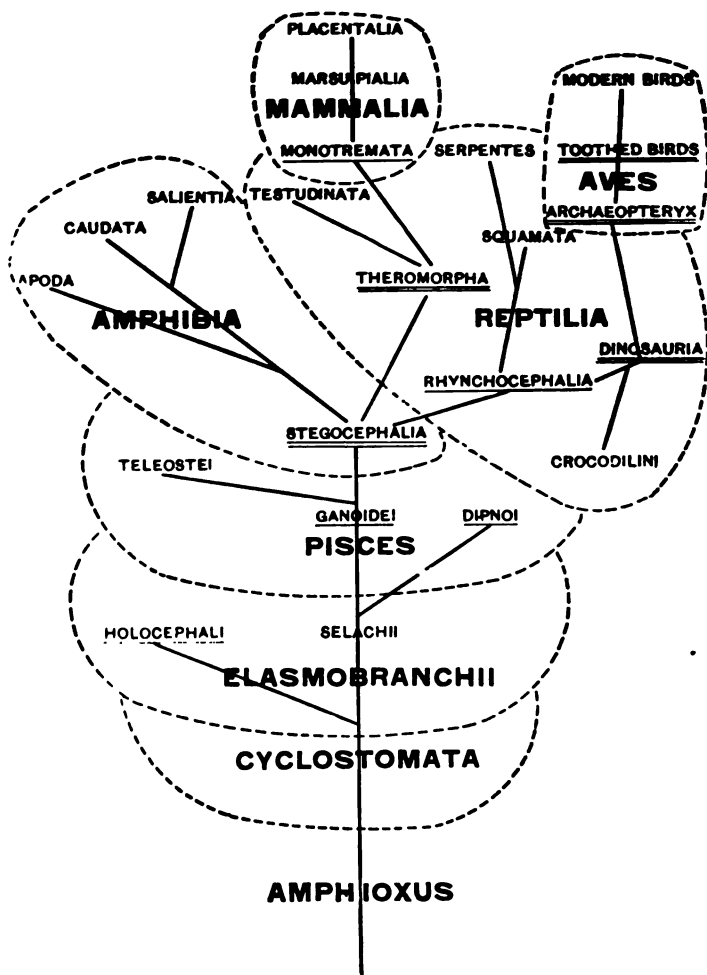 PLACENTALIA
MARSUPIALIA
MAMMALIA
MONOTREMATA
MODERN BIRDS
TOOTHED BIRDS
AVES
ARCHAEOPTERYX
SERPENTES
SALIENTIA
TESTUDINATA
CAUDATA
SQUAMATA
APODA
THEROMORPHA
AMPHIBIA
REPTILIA
DINOSAURIA
RHYNCHOCEPHALIA
STEGOCEPHALIA
TELEOSTEI
CROCODILINI
GANOIDEI
DIPNOI
PISCES
HOLOCEPHALI
SELACHII
ELASMOBRANCHII
CYCLOSTOMATA
AMPHIOXUS